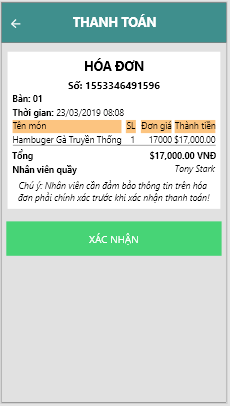 THANH TOÁN
HÓA ĐƠN
Số: 1553346491596
Bàn: 01
Thời gian: 23/03/2019 08:08
Tên món SL Đơn giá Thành tiền
Hambuger Gà Truyền Thống 1 17000 $17,000.00
Tổng $17,000.00 VNĐ
Nhân viên quầy Tony Stark
Chú ý: Nhân viên cần đảm bảo thông tin trên hóa
đơn phải chính xác trước khi xác nhận thanh toán!
XÁC NHẬN